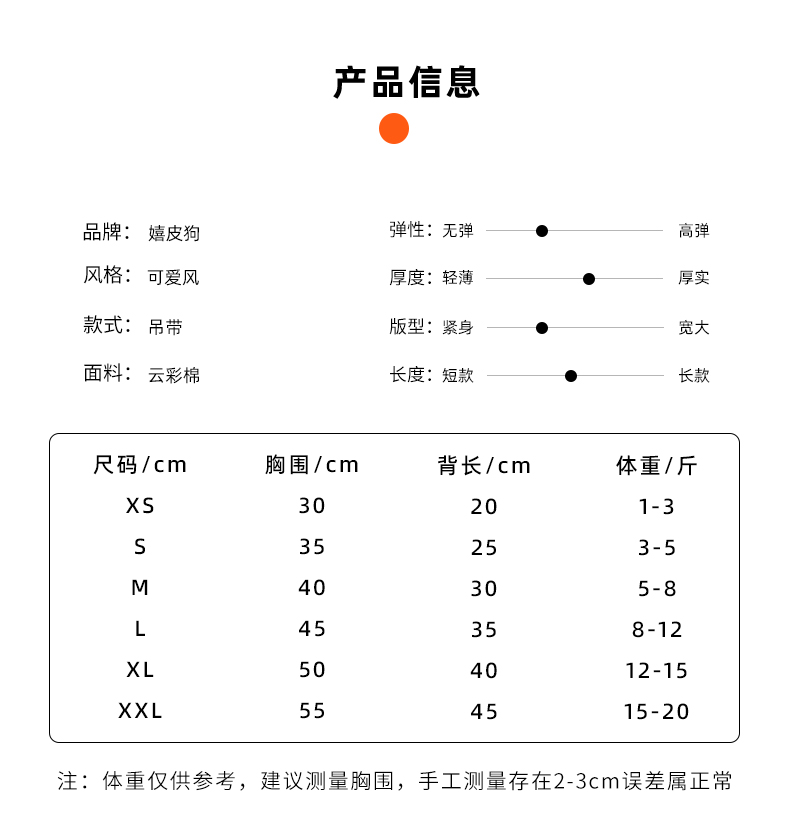 产品信息
品牌： 嬉皮狗
弹性：无弹 高弹
风格： 可爱风
厚度：轻薄 厚实
款式： 吊带
版型：紧身 宽大
面料： 云彩棉
长度：短款 长款
尺码/cm 胸围/cm 背长/cm 体重/斤
XS 30 20 1-3
S 35 25 3-5
M 40 30 5-8
L 45 35 8-12
XL 50 40 12-15
XXL 55 45 15-20
注：体重仅供参考，建议测量胸围，手工测量存在2-3cm误差属正常